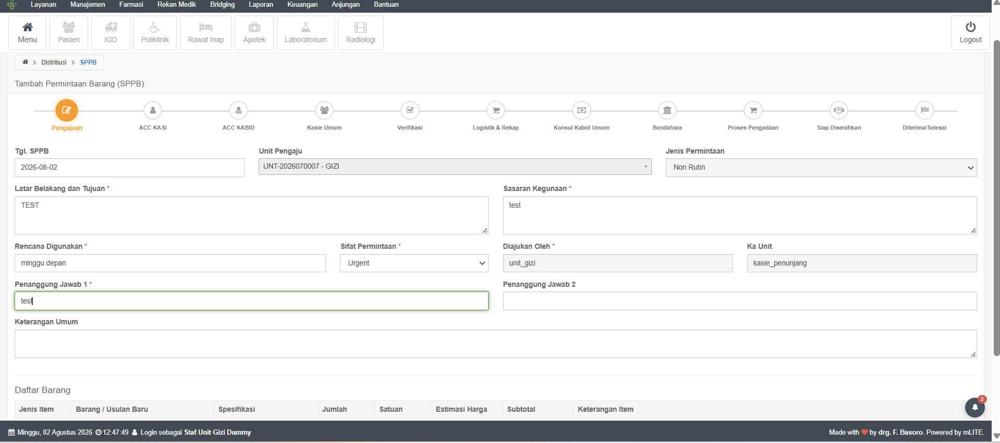 Layanan Manajemen Farmasi Rekan Medik Bridging Laporan Keuangan Anjungan Bantuan
Menu Pasien IGD Poliklinik Rawat Inap Apotek Laboratorium Radiologi Logout
Distribusi SPPB
Tambah Permintaan Barang (SPPB)
Pengajuan ACC KASI ACC KABID Kasie Umum Verifikasi Logistik & Rekap Konsul Kabid Umum Bendahara Proses Pengadaan Siap Diserahkan Diterima/Selesai
Tgl. SPPB Unit Pengaju Jenis Permintaan
2026-08-02 UNT-2026070007 - GIZI Non Rutin
Latar Belakang dan Tujuan * Sasaran Kegunaan *
TEST test
Rencana Digunakan * Sifat Permintaan * Diajukan Oleh * Ka Unit
minggu depan Urgent unit_gizi kasie_penunjang
Penanggung Jawab 1 * Penanggung Jawab 2
test
Keterangan Umum
Daftar Barang
Jenis Item Barang / Usulan Baru Spesifikasi Jumlah Satuan Estimasi Harga Subtotal Keterangan Item
2
Minggu, 02 Agustus 2026 12:47:49 Login sebagai Staf Unit Gizi Dummy Made with by drg. F. Basoro. Powered by mLITE.